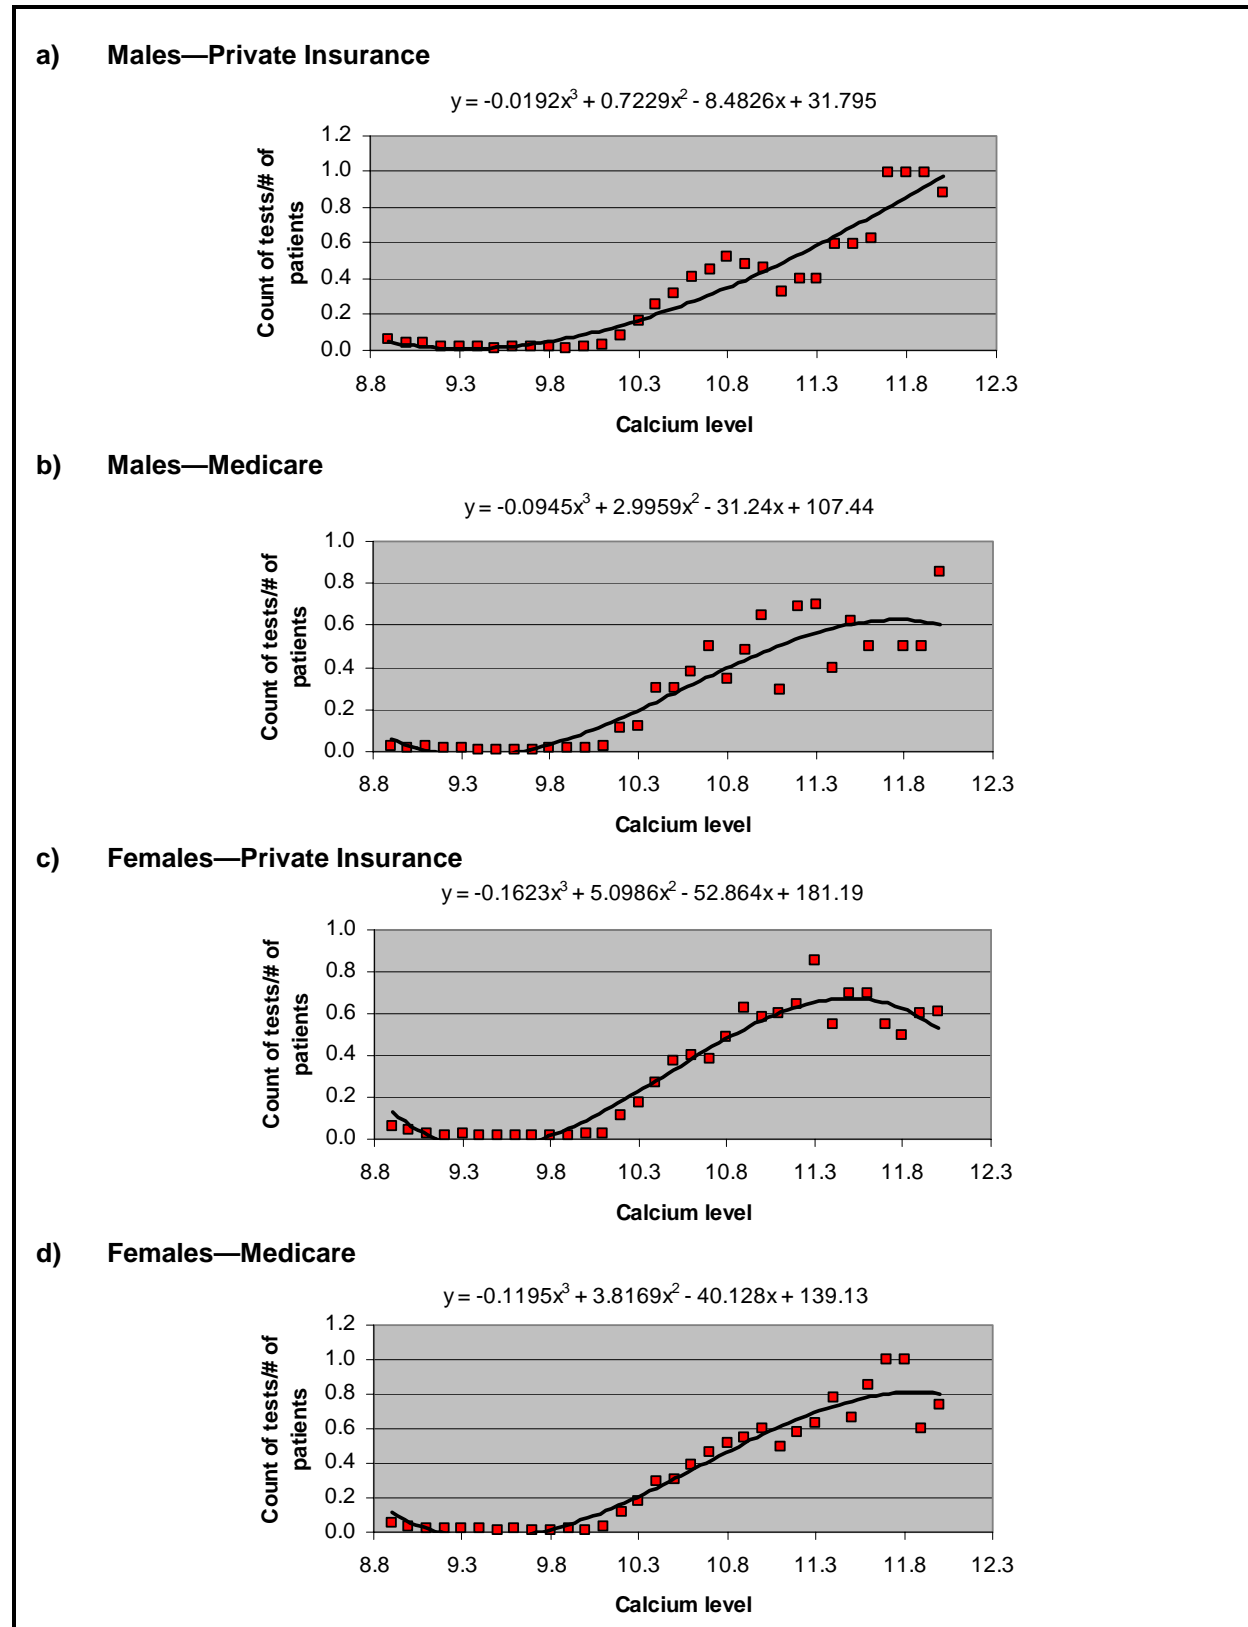 a) Males—Private Insurance
y = -0.0192x³ + 0.7229x² - 8.4826x + 31.795
Count of tests/# of
patients
1.2
1.0
0.8
0.6
0.4
0.2
0.0
8.8 9.3 9.8 10.3 10.8 11.3 11.8 12.3
Calcium level
b) Males—Medicare
y = -0.0945x³ + 2.9959x² - 31.24x + 107.44
Count of tests/# of
patients
1.0
0.8
0.6
0.4
0.2
0.0
8.8 9.3 9.8 10.3 10.8 11.3 11.8 12.3
Calcium level
c) Females—Private Insurance
y = -0.1623x³ + 5.0986x² - 52.864x + 181.19
Count of tests/# of
patients
1.0
0.8
0.6
0.4
0.2
0.0
8.8 9.3 9.8 10.3 10.8 11.3 11.8 12.3
Calcium level
d) Females—Medicare
y = -0.1195x³ + 3.8169x² - 40.128x + 139.13
Count of tests/# of
patients
1.2
1.0
0.8
0.6
0.4
0.2
0.0
8.8 9.3 9.8 10.3 10.8 11.3 11.8 12.3
Calcium level